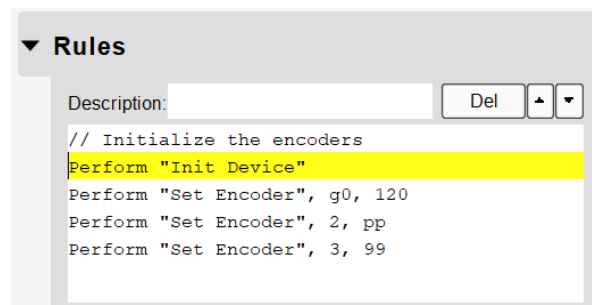 Rules
Description: Del
// Initialize the encoders
Perform "Init Device"
Perform "Set Encoder", g0, 120
Perform "Set Encoder", 2, pp
Perform "Set Encoder", 3, 99